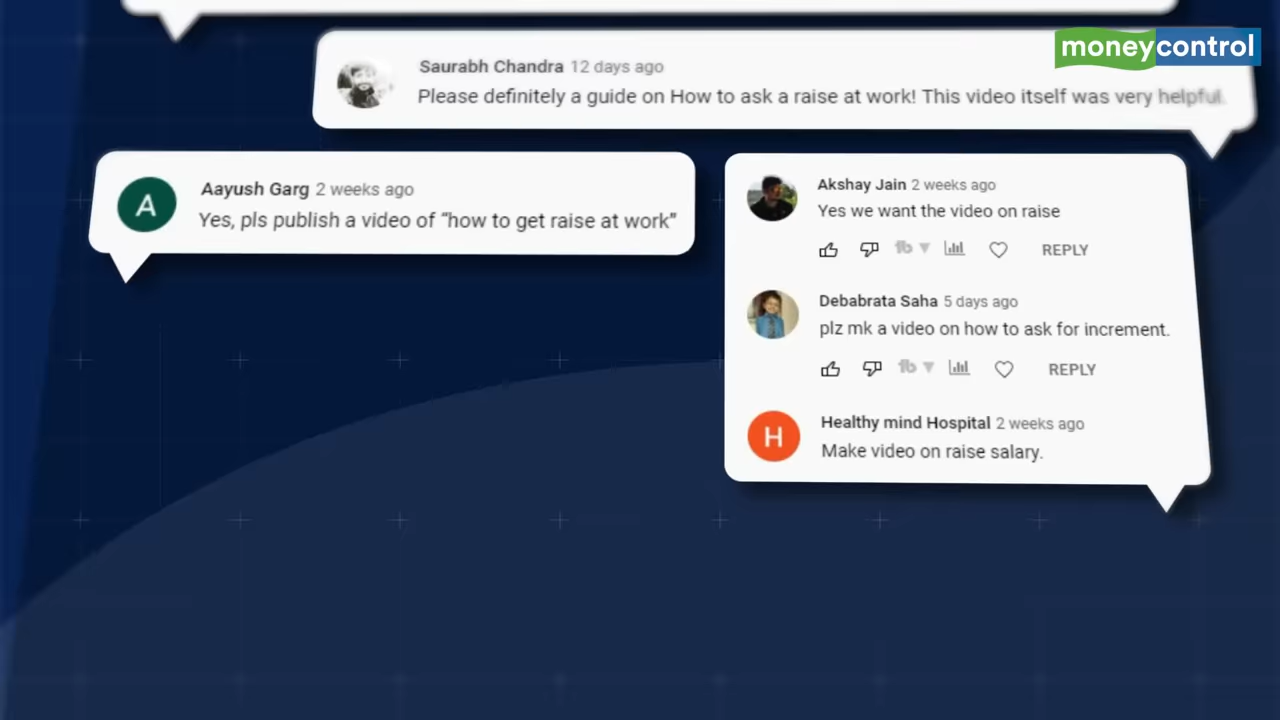 moneycontrol
Saurabh Chandra 12 days ago
Please definitely a guide on How to ask a raise at work! This video itself was very helpful.
A
Aayush Garg 2 weeks ago
Yes, pls publish a video of “how to get raise at work”
Akshay Jain 2 weeks ago
Yes we want the video on raise
REPLY
Debabrata Saha 5 days ago
plz mk a video on how to ask for increment.
REPLY
H
Healthy mind Hospital 2 weeks ago
Make video on raise salary.